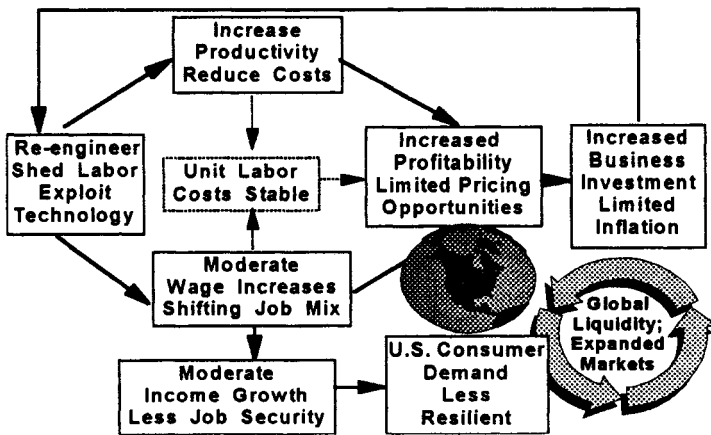 Increase
Productivity
Reduce Costs
Re-engineer
Shed Labor
Exploit
Technology
Unit Labor
Costs Stable
Increased
Profitability
Limited Pricing
Opportunities
Increased
Business
Investment
Limited
Inflation
Moderate
Wage Increases
Shifting Job Mix
Global
Liquidity;
Expanded
Markets
Moderate
Income Growth
Less Job Security
U.S. Consumer
Demand
Less
Resilient